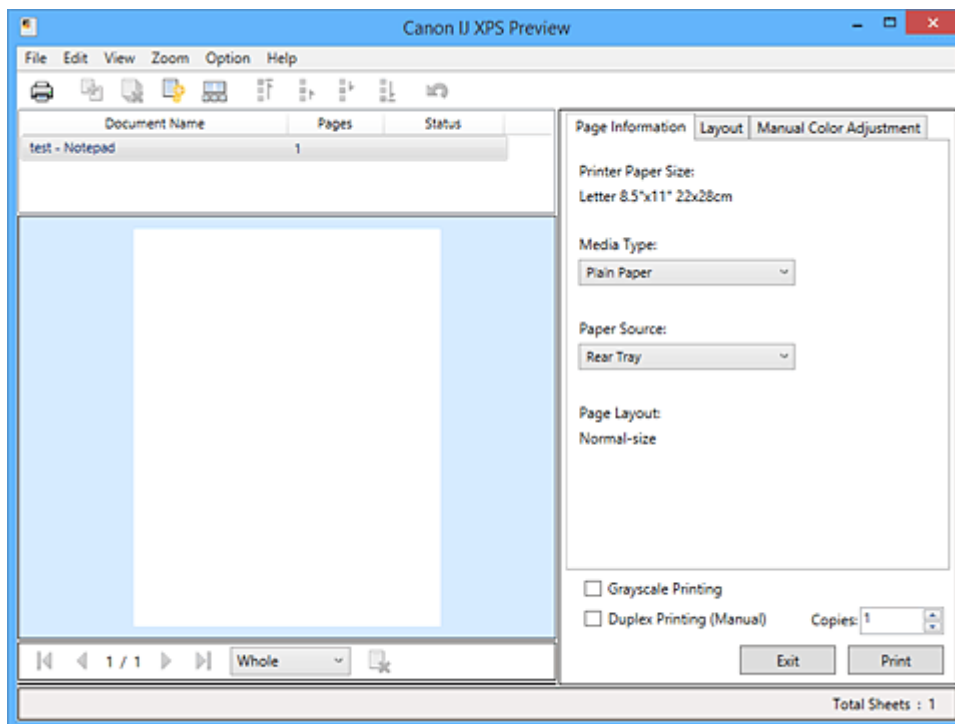 Canon IJ XPS Preview
File Edit View Zoom Option Help
Document Name Pages Status
test - Notepad 1
Page Information Layout Manual Color Adjustment
Printer Paper Size:
Letter 8.5"x11" 22x28cm
Media Type:
Plain Paper
Paper Source:
Rear Tray
Page Layout:
Normal-size
Grayscale Printing
Duplex Printing (Manual) Copies: 1
1 / 1 Whole
Exit Print
Total Sheets : 1